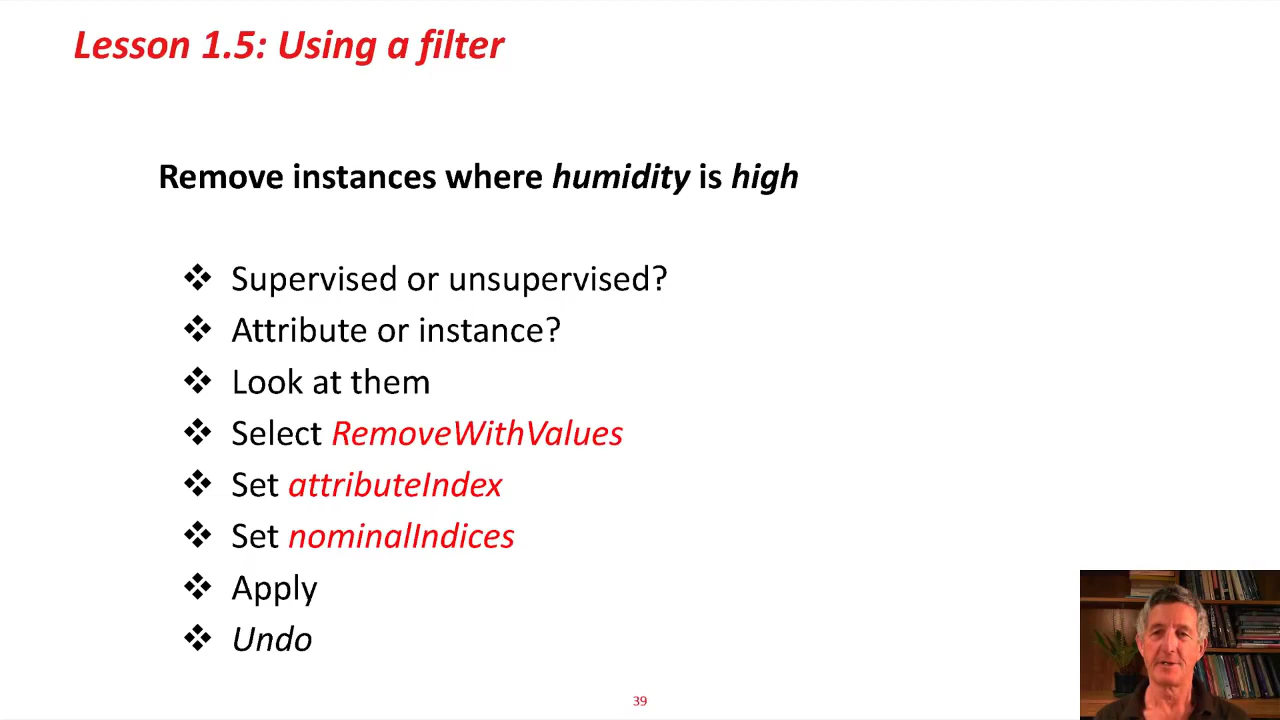 Lesson 1.5: Using a filter
Remove instances where humidity is high
❖ Supervised or unsupervised?
❖ Attribute or instance?
❖ Look at them
❖ Select RemoveWithValues
❖ Set attributeIndex
❖ Set nominalIndices
❖ Apply
❖ Undo
39